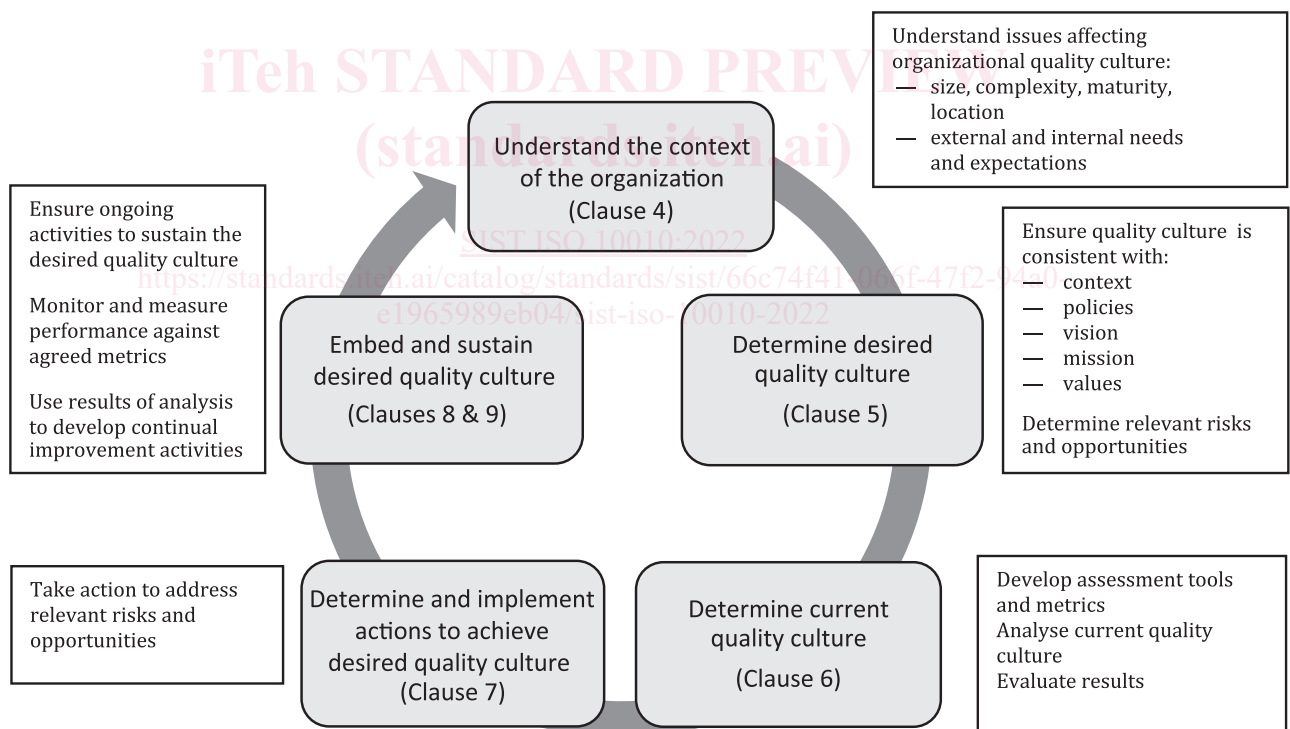 iTeh STANDARD PREVIEW
(standards.iteh.ai)
SIST ISO 10010:2022
https://standards.iteh.ai/catalog/standards/sist/66c74f41-066f-47f2-94a0-
e1965989eb04/sist-iso-10010-2022
Understand the context
of the organization
(Clause 4)
Understand issues affecting
organizational quality culture:
— size, complexity, maturity,
location
— external and internal needs
and expectations
Determine desired
quality culture
(Clause 5)
Ensure quality culture is
consistent with:
— context
— policies
— vision
— mission
— values
Determine relevant risks
and opportunities
Determine current
quality culture
(Clause 6)
Develop assessment tools
and metrics
Analyse current quality
culture
Evaluate results
Determine and implement
actions to achieve
desired quality culture
(Clause 7)
Take action to address
relevant risks and
opportunities
Embed and sustain
desired quality culture
(Clauses 8 & 9)
Ensure ongoing
activities to sustain the
desired quality culture
Monitor and measure
performance against
agreed metrics
Use results of analysis
to develop continual
improvement activities